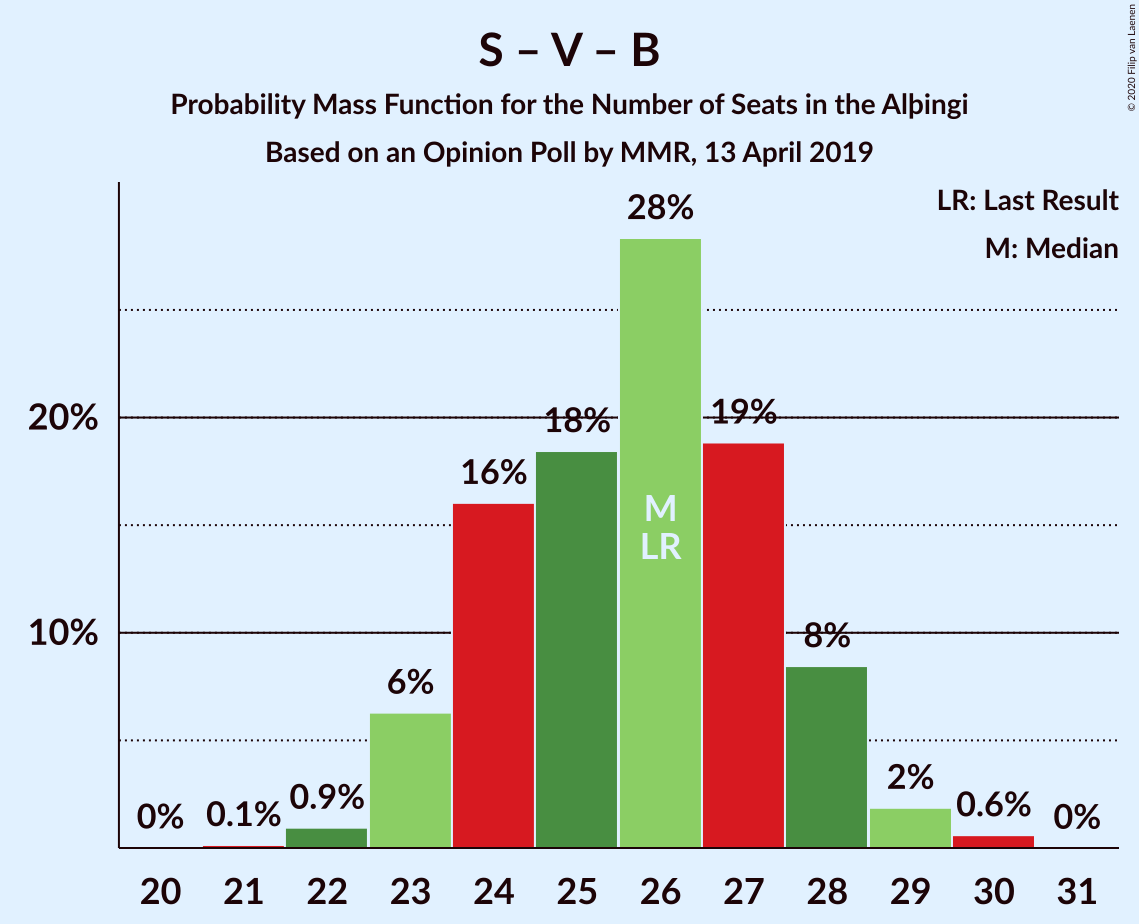 S – V – B
Probability Mass Function for the Number of Seats in the Alþingi
Based on an Opinion Poll by MMR, 13 April 2019
© 2020 Filip van Laenen
LR: Last Result
M: Median
28%
20%
18%
19%
16%
M
LR
10%
8%
6%
2%
0%
0.1%
0.9%
0.6%
0%
20 21 22 23 24 25 26 27 28 29 30 31